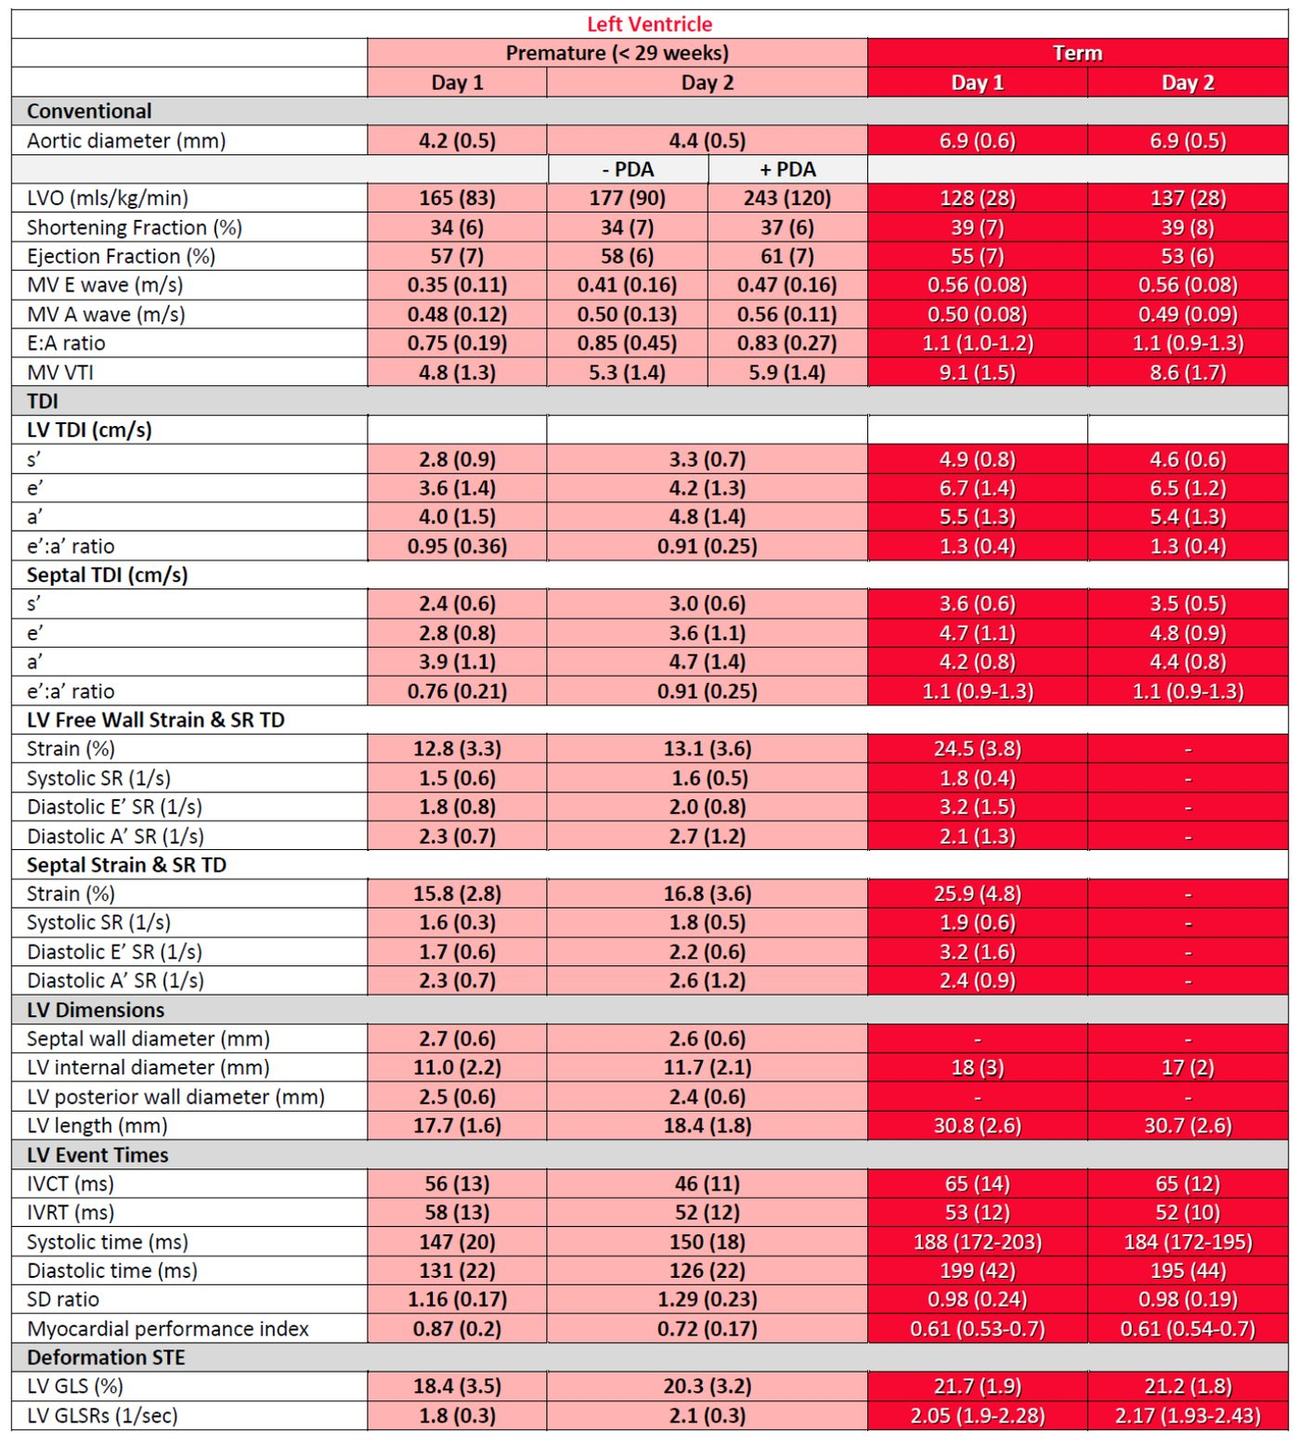 Left Ventricle
Premature (< 29 weeks) Term
Day 1 Day 2 Day 1 Day 2
Conventional
Aortic diameter (mm) 4.2 (0.5) 4.4 (0.5) 6.9 (0.6) 6.9 (0.5)
- PDA + PDA
LVO (mls/kg/min) 165 (83) 177 (90) 243 (120) 128 (28) 137 (28)
Shortening Fraction (%) 34 (6) 34 (7) 37 (6) 39 (7) 39 (8)
Ejection Fraction (%) 57 (7) 58 (6) 61 (7) 55 (7) 53 (6)
MV E wave (m/s) 0.35 (0.11) 0.41 (0.16) 0.47 (0.16) 0.56 (0.08) 0.56 (0.08)
MV A wave (m/s) 0.48 (0.12) 0.50 (0.13) 0.56 (0.11) 0.50 (0.08) 0.49 (0.09)
E:A ratio 0.75 (0.19) 0.85 (0.45) 0.83 (0.27) 1.1 (1.0-1.2) 1.1 (0.9-1.3)
MV VTI 4.8 (1.3) 5.3 (1.4) 5.9 (1.4) 9.1 (1.5) 8.6 (1.7)
TDI
LV TDI (cm/s)
s’ 2.8 (0.9) 3.3 (0.7) 4.9 (0.8) 4.6 (0.6)
e’ 3.6 (1.4) 4.2 (1.3) 6.7 (1.4) 6.5 (1.2)
a’ 4.0 (1.5) 4.8 (1.4) 5.5 (1.3) 5.4 (1.3)
e’:a’ ratio 0.95 (0.36) 0.91 (0.25) 1.3 (0.4) 1.3 (0.4)
Septal TDI (cm/s)
s’ 2.4 (0.6) 3.0 (0.6) 3.6 (0.6) 3.5 (0.5)
e’ 2.8 (0.8) 3.6 (1.1) 4.7 (1.1) 4.8 (0.9)
a’ 3.9 (1.1) 4.7 (1.4) 4.2 (0.8) 4.4 (0.8)
e’:a’ ratio 0.76 (0.21) 0.91 (0.25) 1.1 (0.9-1.3) 1.1 (0.9-1.3)
LV Free Wall Strain & SR TD
Strain (%) 12.8 (3.3) 13.1 (3.6) 24.5 (3.8) -
Systolic SR (1/s) 1.5 (0.6) 1.6 (0.5) 1.8 (0.4) -
Diastolic E’ SR (1/s) 1.8 (0.8) 2.0 (0.8) 3.2 (1.5) -
Diastolic A’ SR (1/s) 2.3 (0.7) 2.7 (1.2) 2.1 (1.3) -
Septal Strain & SR TD
Strain (%) 15.8 (2.8) 16.8 (3.6) 25.9 (4.8) -
Systolic SR (1/s) 1.6 (0.3) 1.8 (0.5) 1.9 (0.6) -
Diastolic E’ SR (1/s) 1.7 (0.6) 2.2 (0.6) 3.2 (1.6) -
Diastolic A’ SR (1/s) 2.3 (0.7) 2.6 (1.2) 2.4 (0.9) -
LV Dimensions
Septal wall diameter (mm) 2.7 (0.6) 2.6 (0.6) - -
LV internal diameter (mm) 11.0 (2.2) 11.7 (2.1) 18 (3) 17 (2)
LV posterior wall diameter (mm) 2.5 (0.6) 2.4 (0.6) - -
LV length (mm) 17.7 (1.6) 18.4 (1.8) 30.8 (2.6) 30.7 (2.6)
LV Event Times
IVCT (ms) 56 (13) 46 (11) 65 (14) 65 (12)
IVRT (ms) 58 (13) 52 (12) 53 (12) 52 (10)
Systolic time (ms) 147 (20) 150 (18) 188 (172-203) 184 (172-195)
Diastolic time (ms) 131 (22) 126 (22) 199 (42) 195 (44)
SD ratio 1.16 (0.17) 1.29 (0.23) 0.98 (0.24) 0.98 (0.19)
Myocardial performance index 0.87 (0.2) 0.72 (0.17) 0.61 (0.53-0.7) 0.61 (0.54-0.7)
Deformation STE
LV GLS (%) 18.4 (3.5) 20.3 (3.2) 21.7 (1.9) 21.2 (1.8)
LV GLSRs (1/sec) 1.8 (0.3) 2.1 (0.3) 2.05 (1.9-2.28) 2.17 (1.93-2.43)